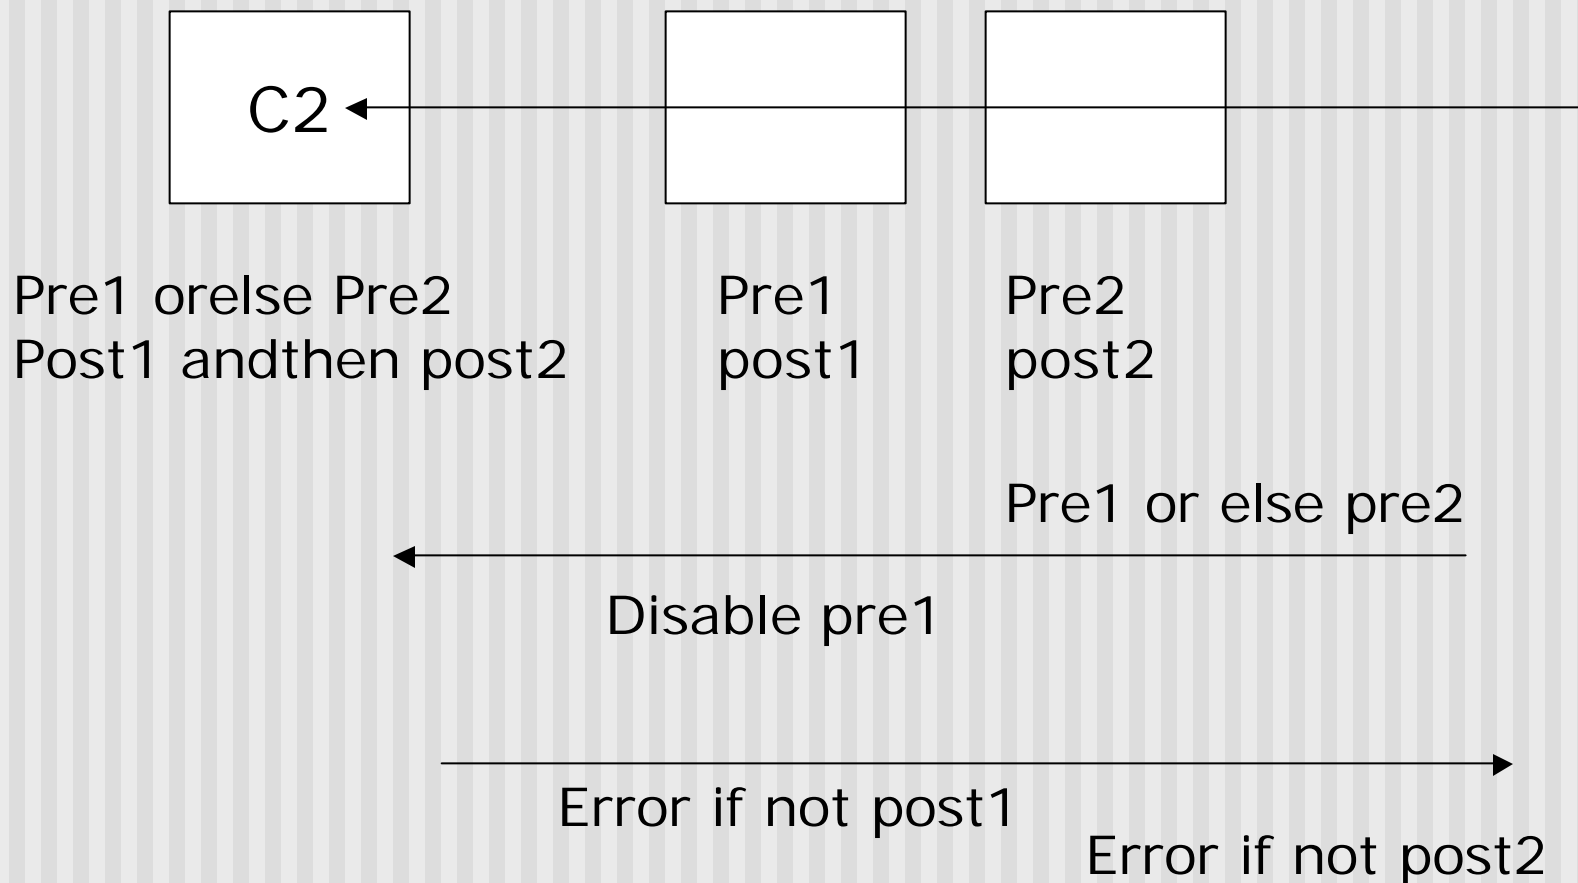 C2
Pre1 orelse Pre2
Post1 andthen post2
Pre1
post1
Pre2
post2
Pre1 or else pre2
Disable pre1
Error if not post1
Error if not post2